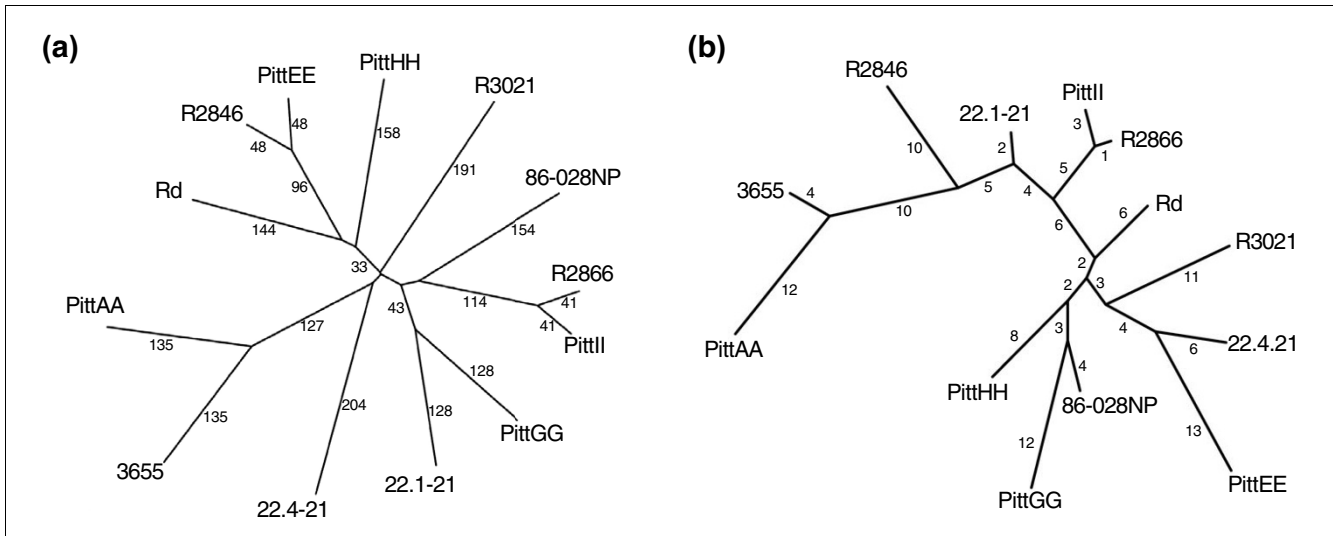 (a)
PittHH
PittEE
R3021
R2846
48
158
48
191
86-028NP
96
Rd
144
154
33
R2866
114
41
43
41
PittAA
127
PittII
135
128
204
128
135
PittGG
3655
22.1-21
22.4-21
(b)
R2846
PittII
22.1-21
3
R2866
10
2
1
5
3655
4
5
4
10
6
Rd
6
R3021
2
11
2
3
12
4
3
6
22.4.21
PittAA
8
4
PittHH
86-028NP
13
12
PittEE
PittGG